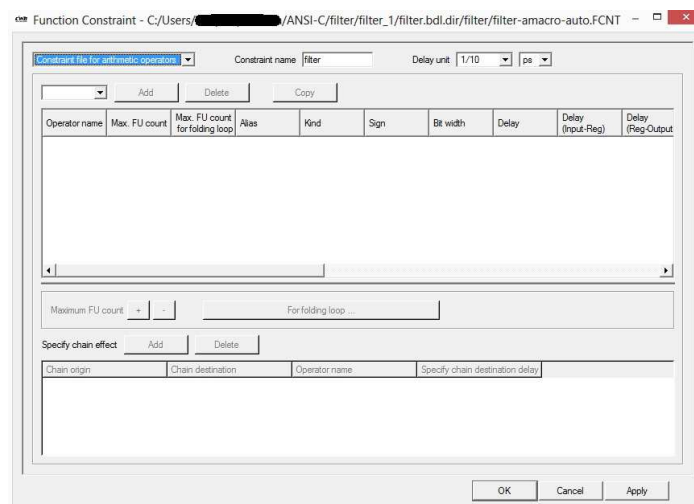 CWB Function Constraint - C:/Users/ /ANSI-C/filter/filter_1/filter.bdl.dir/filter/filter-amacro-auto.FCNT
Constraint file for arithmetic operators Constraint name filter Delay unit 1/10 ps
Add Delete Copy
Operator name Max. FU count Max. FU count for folding loop Alias Kind Sign Bit width Delay Delay (Input-Reg) Delay (Reg-Output
Maximum FU count + - For folding loop ...
Specify chain effect Add Delete
Chain origin Chain destination Operator name Specify chain destination delay
OK Cancel Apply